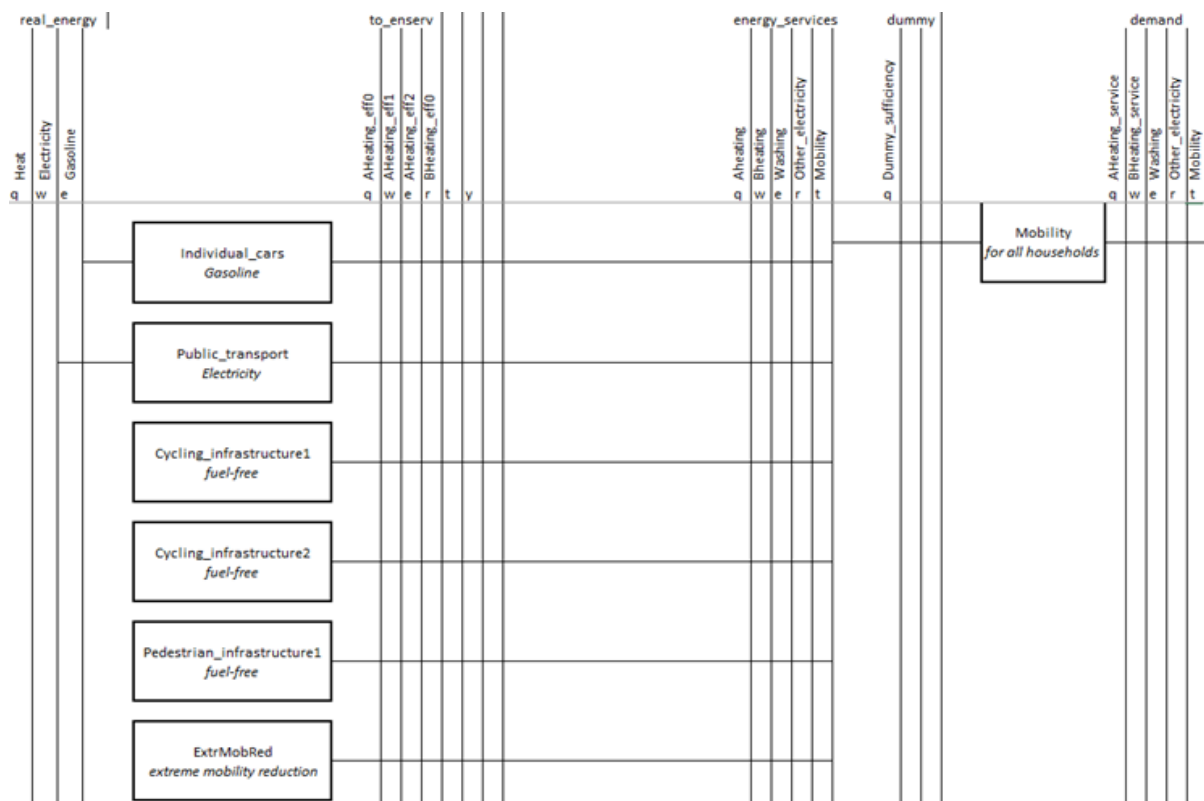 real_energy
to_enserv
energy_services
dummy
demand
Heat
Electricity
Gasoline
AHeating_eff0
AHeating_eff1
AHeating_eff2
BHeating_eff0
Aheating
Bheating
Washing
Other_electricity
Mobility
Dummy_sufficiency
AHeating_service
BHeating_service
Washing
Other_electricity
Mobility
q w e
q w e r t y
q w e r t
q
q w e r t
Individual_cars
Gasoline
Mobility
for all households
Public_transport
Electricity
Cycling_infrastructure1
fuel-free
Cycling_infrastructure2
fuel-free
Pedestrian_infrastructure1
fuel-free
ExtrMobRed
extreme mobility reduction